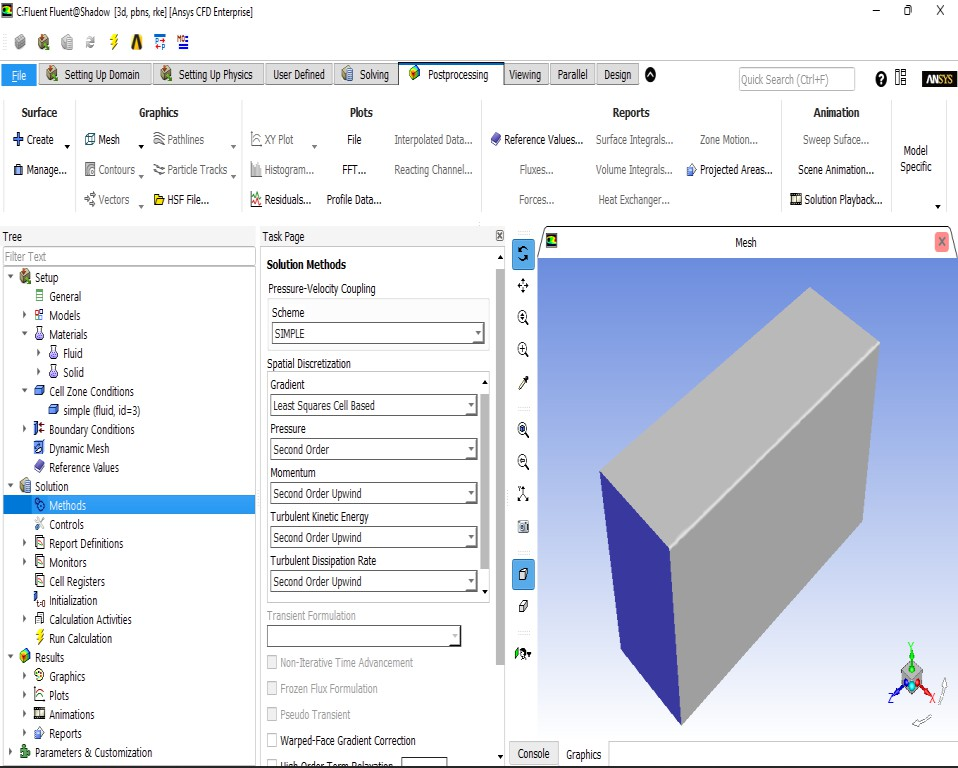 C:Fluent Fluent@Shadow [3d, pbns, rke] [Ansys CFD Enterprise]
File Setting Up Domain Setting Up Physics User Defined Solving Postprocessing Viewing Parallel Design Quick Search (Ctrl+F) ANSYS
Surface Graphics Plots Reports Animation
Create Mesh Pathlines XY Plot File Interpolated Data... Reference Values... Surface Integrals... Zone Motion... Sweep Suface...
Model
Manage... Contours Particle Tracks Histogram... FFT... Reacting Channel... Fluxes... Volume Integrals... Projected Areas... Scene Animation...
Specific
Vectors HSF File... Residuals... Profile Data... Forces... Heat Exchanger... Solution Playback...
Tree
Filter Text
Setup
General
Models
Materials
Fluid
Solid
Cell Zone Conditions
simple (fluid, id=3)
Boundary Conditions
Dynamic Mesh
Reference Values
Solution
Methods
Controls
Report Definitions
Monitors
Cell Registers
Initialization
Calculation Activities
Run Calculation
Results
Graphics
Plots
Animations
Reports
Parameters & Customization
Task Page
Solution Methods
Pressure-Velocity Coupling
Scheme
SIMPLE
Spatial Discretization
Gradient
Least Squares Cell Based
Pressure
Second Order
Momentum
Second Order Upwind
Turbulent Kinetic Energy
Second Order Upwind
Turbulent Dissipation Rate
Second Order Upwind
Transient Formulation
Non-Iterative Time Advancement
Frozen Flux Formulation
Pseudo Transient
Warped-Face Gradient Correction
High Order Term Relaxation
Mesh
Y
Z X
Console Graphics